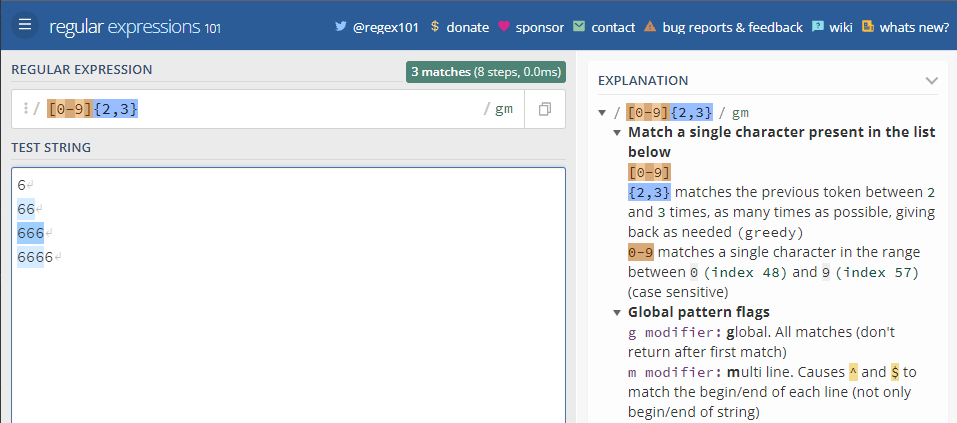 regular expressions 101
@regex101 $ donate sponsor contact bug reports & feedback wiki whats new?
REGULAR EXPRESSION
3 matches (8 steps, 0.0ms)
/ [0-9]{2,3} / gm
TEST STRING
6
66
666
6666
EXPLANATION
/ [0-9]{2,3} / gm
Match a single character present in the list
below
[0-9]
{2,3} matches the previous token between 2
and 3 times, as many times as possible, giving
back as needed (greedy)
0-9 matches a single character in the range
between 0 (index 48) and 9 (index 57)
(case sensitive)
Global pattern flags
g modifier: global. All matches (don't
return after first match)
m modifier: multi line. Causes ^ and $ to
match the begin/end of each line (not only
begin/end of string)